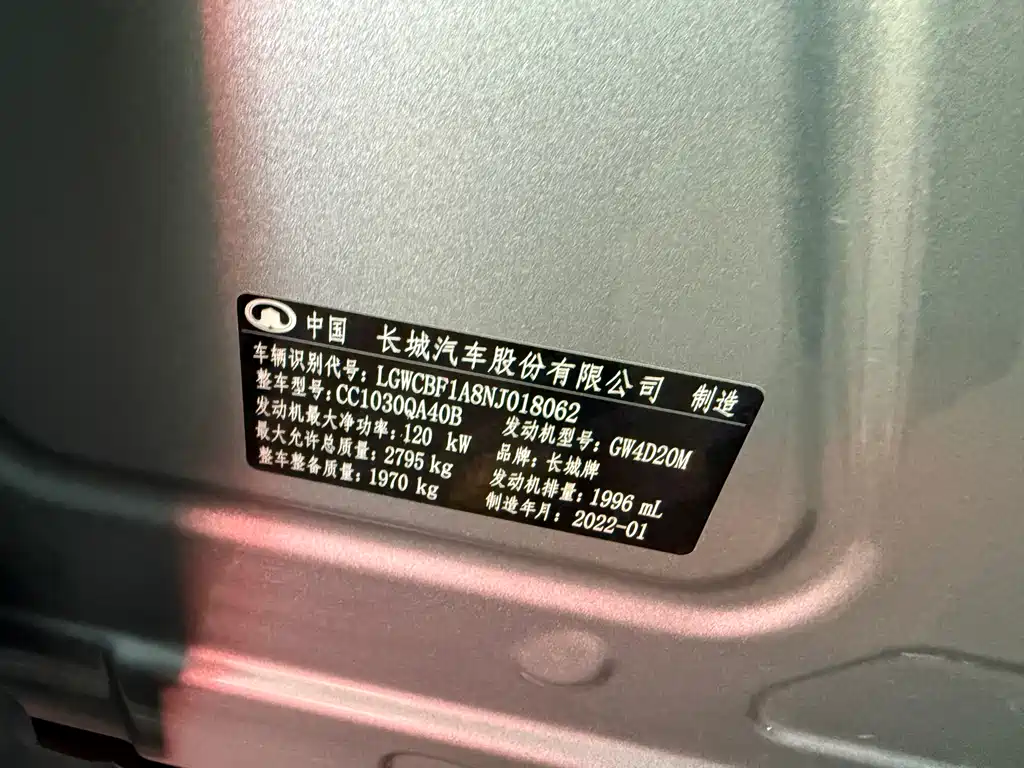 中国 长城汽车股份有限公司 制造
车辆识别代号：LGWCBF1A8NJ018062
整车型号：CC1030QA40B 发动机型号：GW4D20M
发动机最大净功率：120 kW 品牌：长城牌
最大允许总质量：2795 kg 发动机排量：1996 mL
整车整备质量：1970 kg 制造年月：2022-01